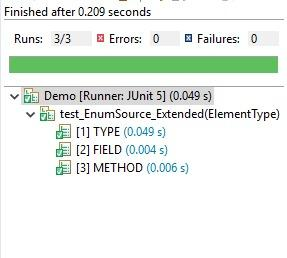 Finished after 0.209 seconds
Runs: 3/3 Errors: 0 Failures: 0
Demo [Runner: JUnit 5] (0.049 s)
test_EnumSource_Extended(ElementType)
[1] TYPE (0.049 s)
[2] FIELD (0.004 s)
[3] METHOD (0.006 s)